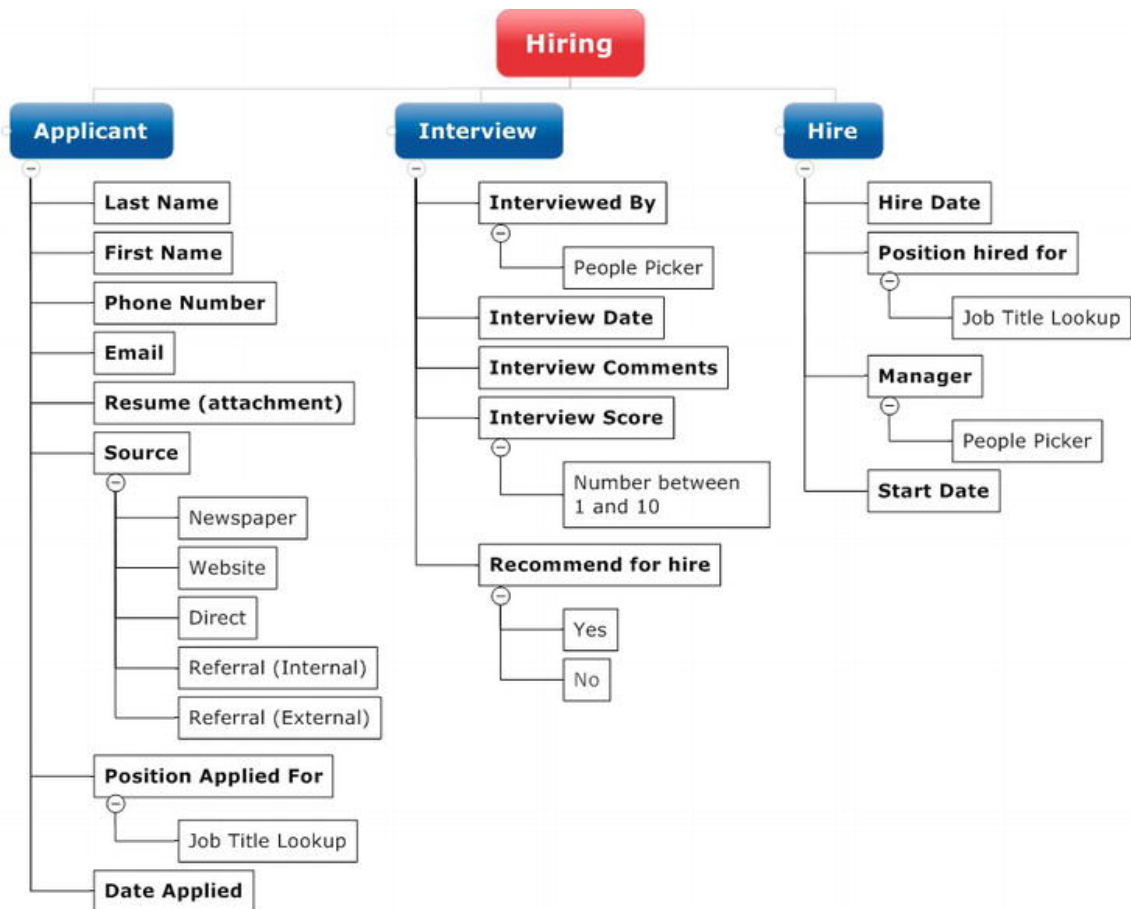 Hiring
Applicant
Last Name
First Name
Phone Number
Email
Resume (attachment)
Source
Newspaper
Website
Direct
Referral (Internal)
Referral (External)
Position Applied For
Job Title Lookup
Date Applied
Interview
Interviewed By
People Picker
Interview Date
Interview Comments
Interview Score
Number between
1 and 10
Recommend for hire
Yes
No
Hire
Hire Date
Position hired for
Job Title Lookup
Manager
People Picker
Start Date